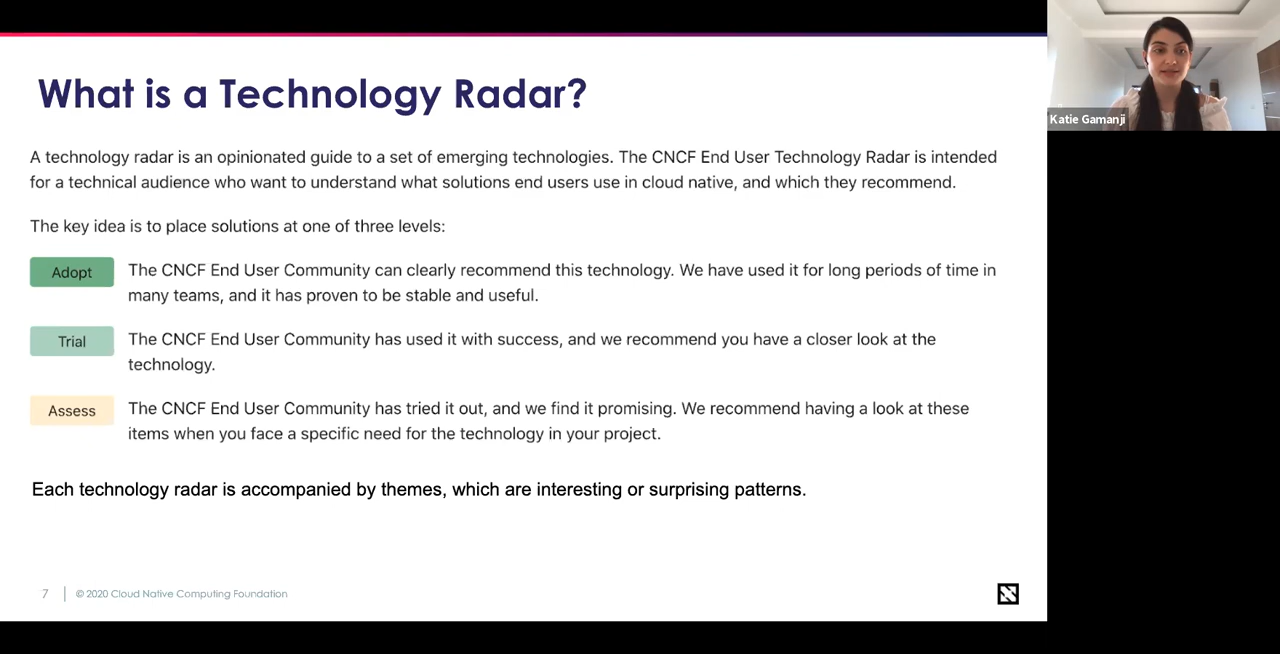 What is a Technology Radar?
Katie Gamanji
A technology radar is an opinionated guide to a set of emerging technologies. The CNCF End User Technology Radar is intended
for a technical audience who want to understand what solutions end users use in cloud native, and which they recommend.
The key idea is to place solutions at one of three levels:
Adopt
The CNCF End User Community can clearly recommend this technology. We have used it for long periods of time in
many teams, and it has proven to be stable and useful.
Trial
The CNCF End User Community has used it with success, and we recommend you have a closer look at the
technology.
Assess
The CNCF End User Community has tried it out, and we find it promising. We recommend having a look at these
items when you face a specific need for the technology in your project.
Each technology radar is accompanied by themes, which are interesting or surprising patterns.
7
© 2020 Cloud Native Computing Foundation